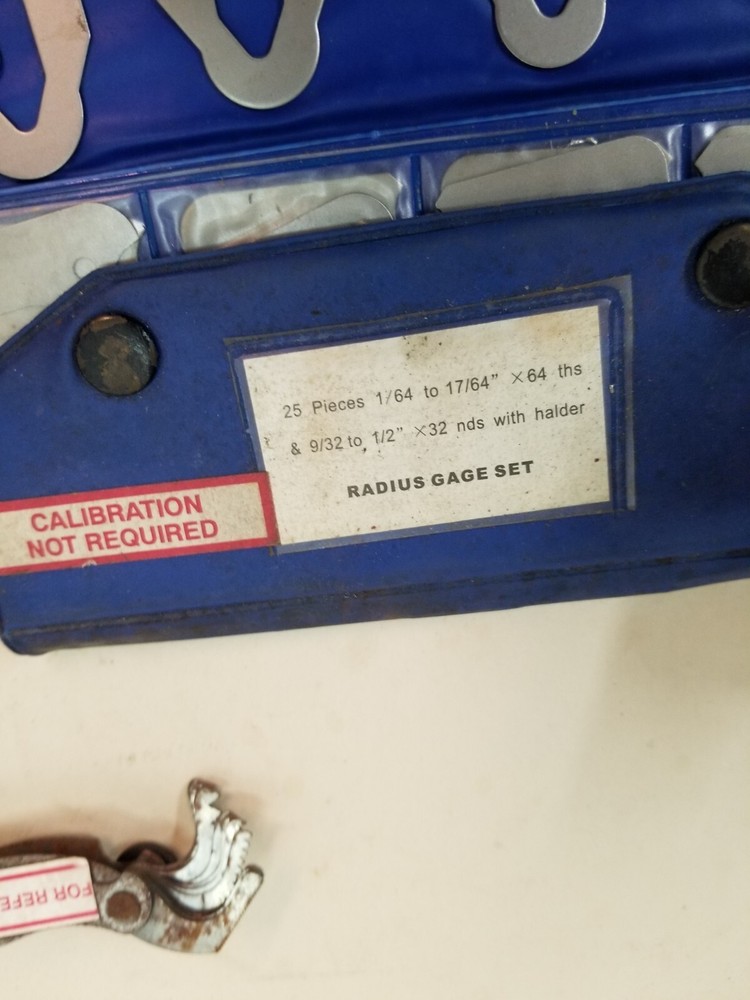 25 Pieces 1/64 to 17/64” ×64 ths
& 9/32 to 1/2” ×32 nds with halder
RADIUS GAGE SET
CALIBRATION
NOT REQUIRED
FOR REFE